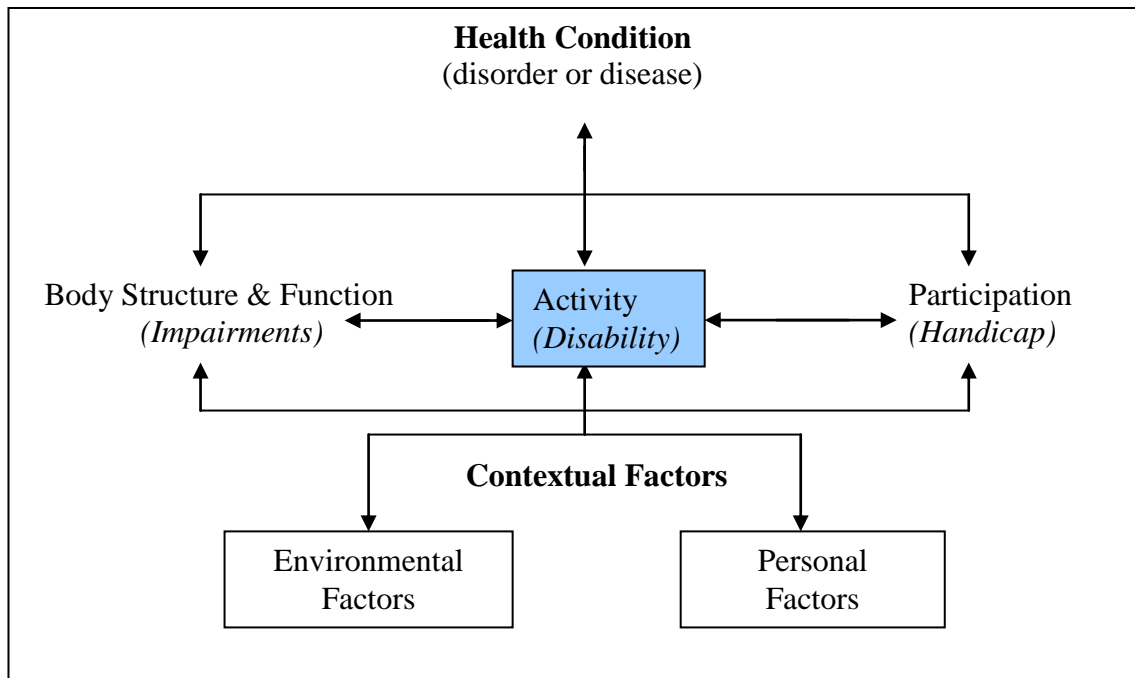 Health Condition
(disorder or disease)
Body Structure & Function
(Impairments)
Activity
(Disability)
Participation
(Handicap)
Contextual Factors
Environmental
Factors
Personal
Factors